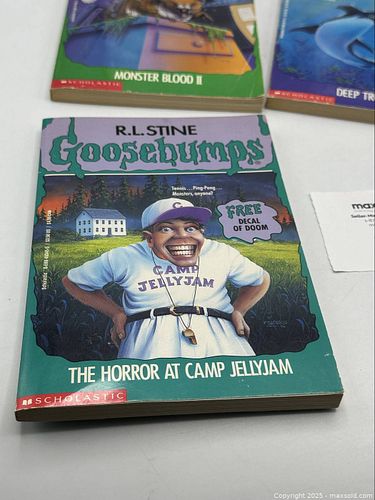 MONSTER BLOOD II
SCHOLASTIC
SCHOLASTIC
DEEP TR
R.L. STINE
Goosebumps
Tennis... Ping-Pong...
Monsters, anyone?
FREE
DECAL
OF DOOM
C
CAMP
JELLYJAM
THE HORROR AT CAMP JELLYJAM
SCHOLASTIC
max
Copyright 2025 - maxsold.com